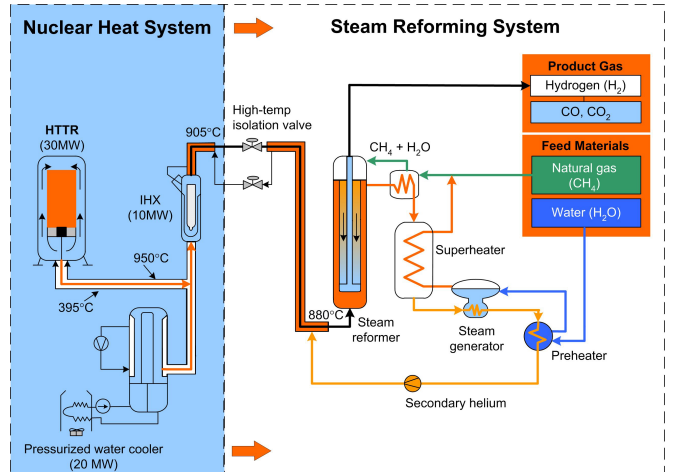 Nuclear Heat System
Steam Reforming System
Product Gas
Hydrogen (H₂)
CO, CO₂
High-temp
isolation valve
HTTR
(30MW)
905°C
CH₄ + H₂O
Feed Materials
Natural gas
(CH₄)
Water (H₂O)
IHX
(10MW)
950°C
395°C
Superheater
880°C
Steam
reformer
Steam
generator
Preheater
Secondary helium
Pressurized water cooler
(20 MW)